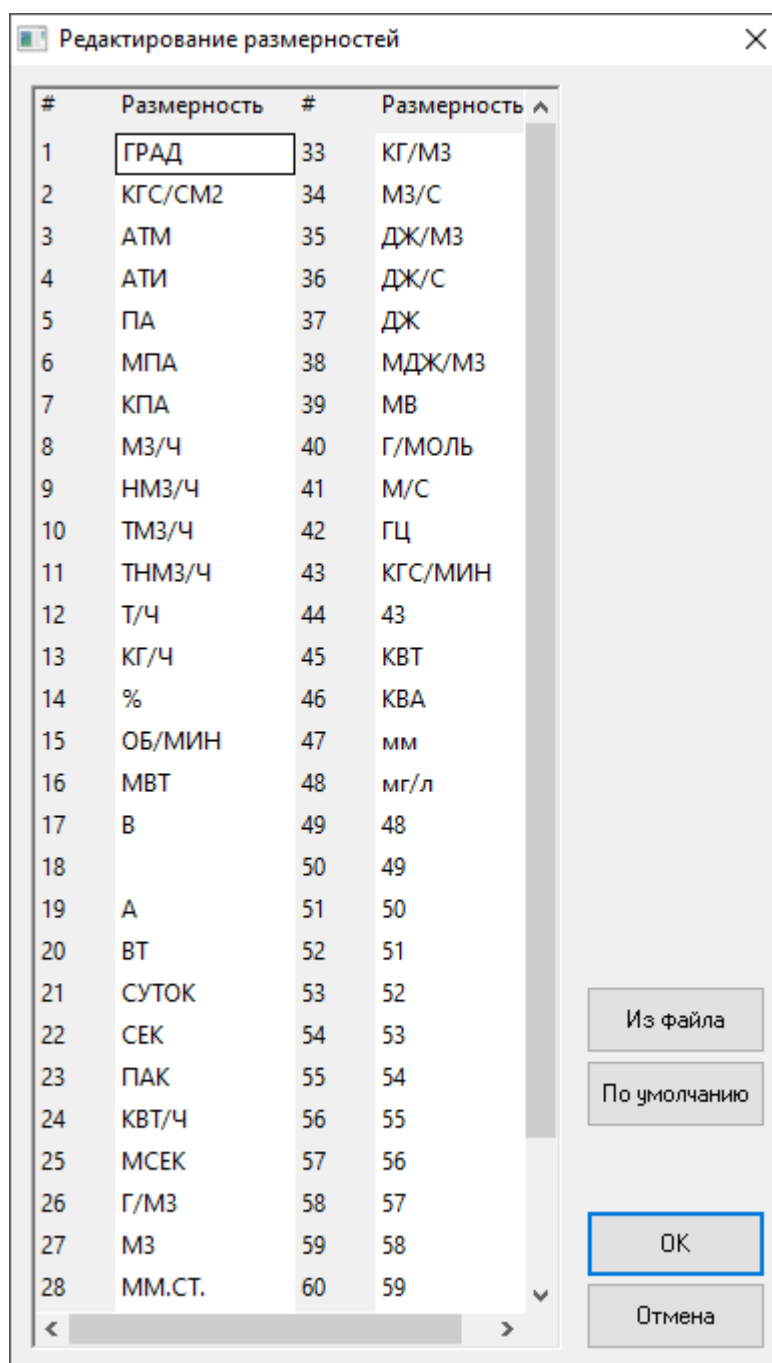 Редактирование размерностей
# Размерность # Размерность
1 ГРАД 33 КГ/М3
2 КГС/СМ2 34 М3/С
3 АТМ 35 ДЖ/М3
4 АТИ 36 ДЖ/С
5 ПА 37 ДЖ
6 МПА 38 МДЖ/М3
7 КПА 39 МВ
8 М3/Ч 40 Г/МОЛЬ
9 НМ3/Ч 41 М/С
10 ТМ3/Ч 42 ГЦ
11 ТНМ3/Ч 43 КГС/МИН
12 Т/Ч 44 43
13 КГ/Ч 45 КВТ
14 % 46 КВА
15 ОБ/МИН 47 мм
16 МВТ 48 мг/л
17 В 49 48
18 50 49
19 А 51 50
20 ВТ 52 51
21 СУТОК 53 52
22 СЕК 54 53
23 ПАК 55 54
24 КВТ/Ч 56 55
25 МСЕК 57 56
26 Г/М3 58 57
27 М3 59 58
28 ММ.СТ. 60 59
Из файла
По умолчанию
OK
Отмена